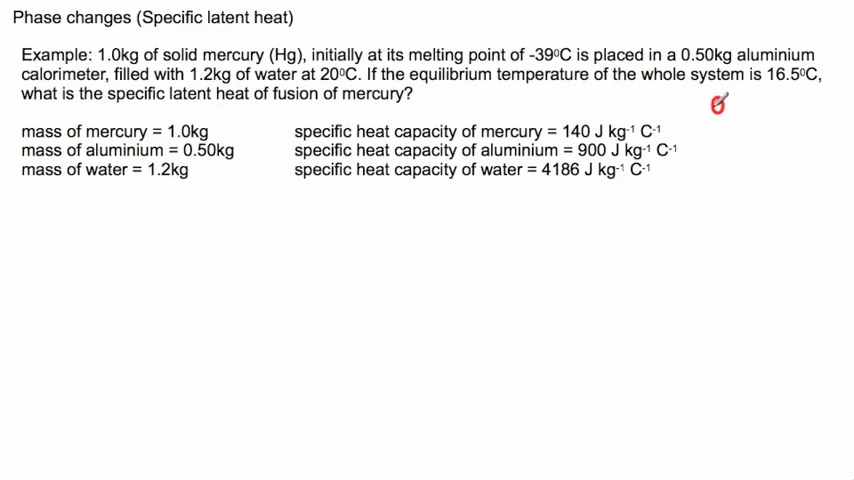 Phase changes (Specific latent heat)
Example: 1.0kg of solid mercury (Hg), initially at its melting point of -39⁰C is placed in a 0.50kg aluminium
calorimeter, filled with 1.2kg of water at 20⁰C. If the equilibrium temperature of the whole system is 16.5⁰C,
what is the specific latent heat of fusion of mercury?
mass of mercury = 1.0kg specific heat capacity of mercury = 140 J kg⁻¹ C⁻¹
mass of aluminium = 0.50kg specific heat capacity of aluminium = 900 J kg⁻¹ C⁻¹
mass of water = 1.2kg specific heat capacity of water = 4186 J kg⁻¹ C⁻¹